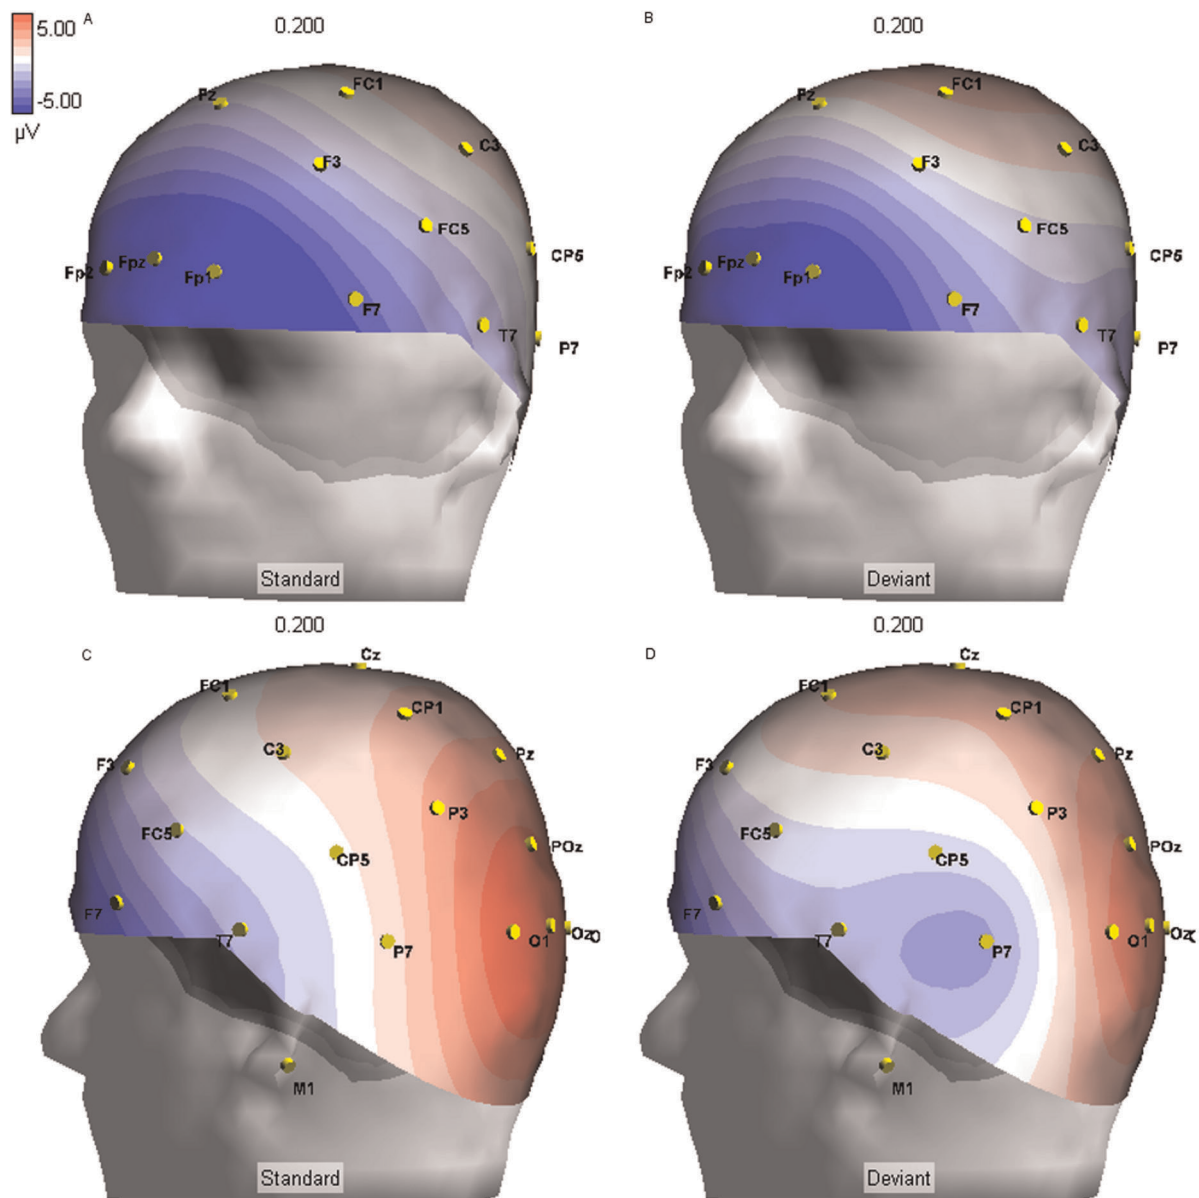 5.00
-5.00
µV
A
0.200
Fz
FC1
C3
F3
FC5
CP5
Fp2
Fpz
Fp1
F7
T7
P7
Standard
B
0.200
Fz
FC1
C3
F3
FC5
CP5
Fp2
Fpz
Fp1
F7
T7
P7
Deviant
C
0.200
Cz
FC1
CP1
C3
Pz
F3
P3
FC5
POz
CP5
F7
T7
P7
O1
Oz
M1
Standard
D
0.200
Cz
FC1
CP1
C3
Pz
F3
P3
FC5
POz
CP5
F7
T7
P7
O1
Oz
M1
Deviant